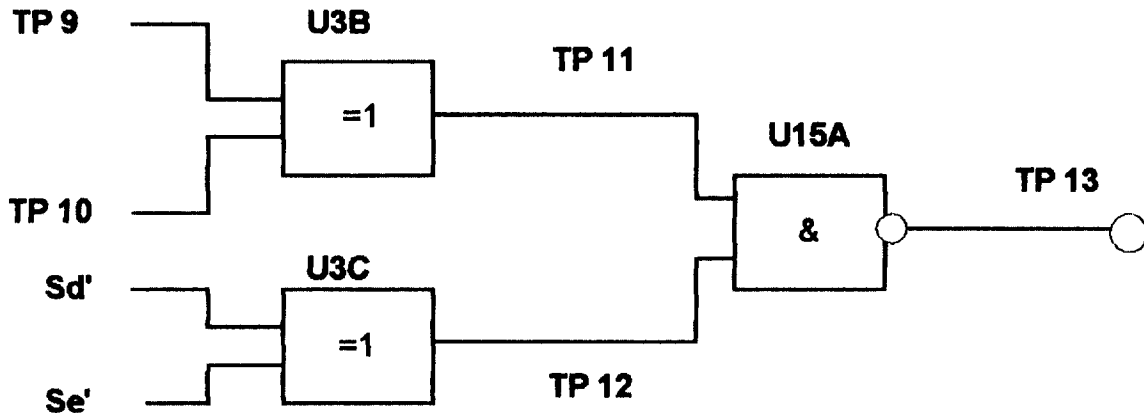 TP 9
U3B
=1
TP 11
U15A
TP 10
&
TP 13
Sd'
U3C
=1
Se'
TP 12